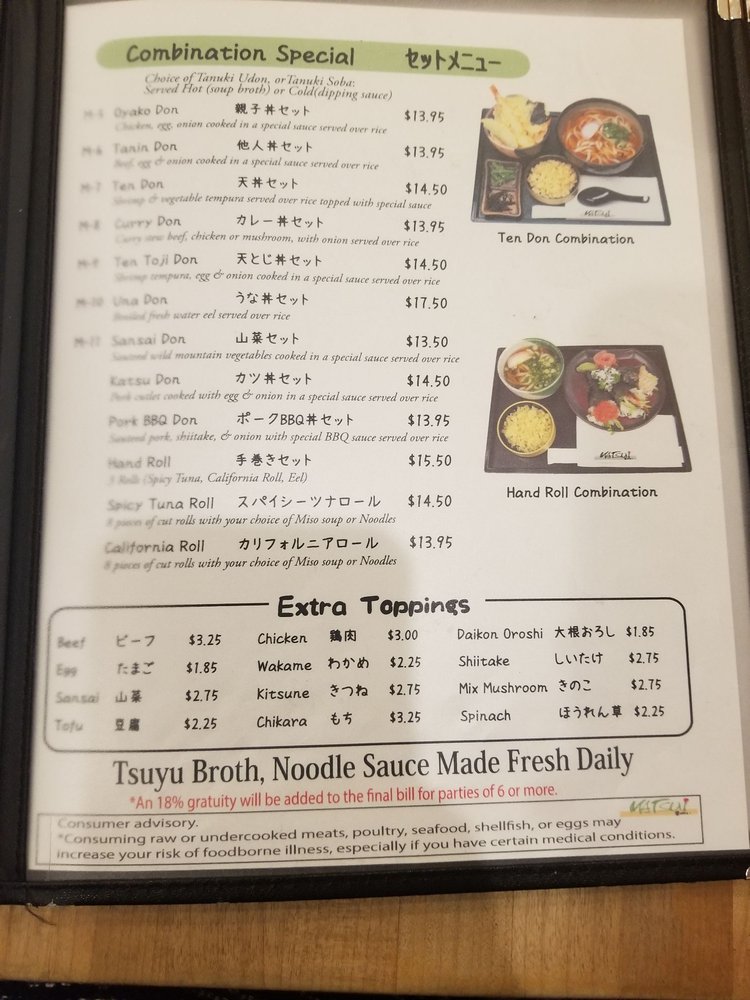 Combination Special セットメニュー
Choice of Tanuki Udon, or Tanuki Soba:
Served Hot (soup broth) or Cold(dipping sauce)
M-5 Oyako Don 親子丼セット $13.95
Chicken, egg, onion cooked in a special sauce served over rice
M-6 Tanin Don 他人丼セット $13.95
Beef, egg & onion cooked in a special sauce served over rice
M-7 Ten Don 天丼セット $14.50
Shrimp & vegetable tempura served over rice topped with special sauce
M-8 Curry Don カレー丼セット $13.95
Curry stew beef, chicken or mushroom, with onion served over rice
M-9 Ten Toji Don 天とじ丼セット $14.50
Shrimp tempura, egg & onion cooked in a special sauce served over rice
M-10 Una Don うな丼セット $17.50
Broiled fresh water eel served over rice
M-11 Sansai Don 山菜セット $13.50
Sauteed wild mountain vegetables cooked in a special sauce served over rice
Katsu Don カツ丼セット $14.50
Pork cutlet cooked with egg & onion in a special sauce served over rice
Pork BBQ Don ポークBBQ丼セット $13.95
Sauteed pork, shiitake, & onion with special BBQ sauce served over rice
Hand Roll 手巻きセット $15.50
3 Rolls (Spicy Tuna, California Roll, Eel)
Spicy Tuna Roll スパイシーツナロール $14.50
8 pieces of cut rolls with your choice of Miso soup or Noodles
California Roll カリフォルニアロール $13.95
8 pieces of cut rolls with your choice of Miso soup or Noodles
Ten Don Combination
MATSUI
Hand Roll Combination
Extra Toppings
Beef ビーフ $3.25 Chicken 鶏肉 $3.00 Daikon Oroshi 大根おろし $1.85
Egg たまご $1.85 Wakame わかめ $2.25 Shiitake しいたけ $2.75
Sansai 山菜 $2.75 Kitsune きつね $2.75 Mix Mushroom きのこ $2.75
Tofu 豆腐 $2.25 Chikara もち $3.25 Spinach ほうれん草 $2.25
Tsuyu Broth, Noodle Sauce Made Fresh Daily
*An 18% gratuity will be added to the final bill for parties of 6 or more.
MATSUI
Consumer advisory.
*Consuming raw or undercooked meats, poultry, seafood, shellfish, or eggs may
increase your risk of foodborne illness, especially if you have certain medical conditions.